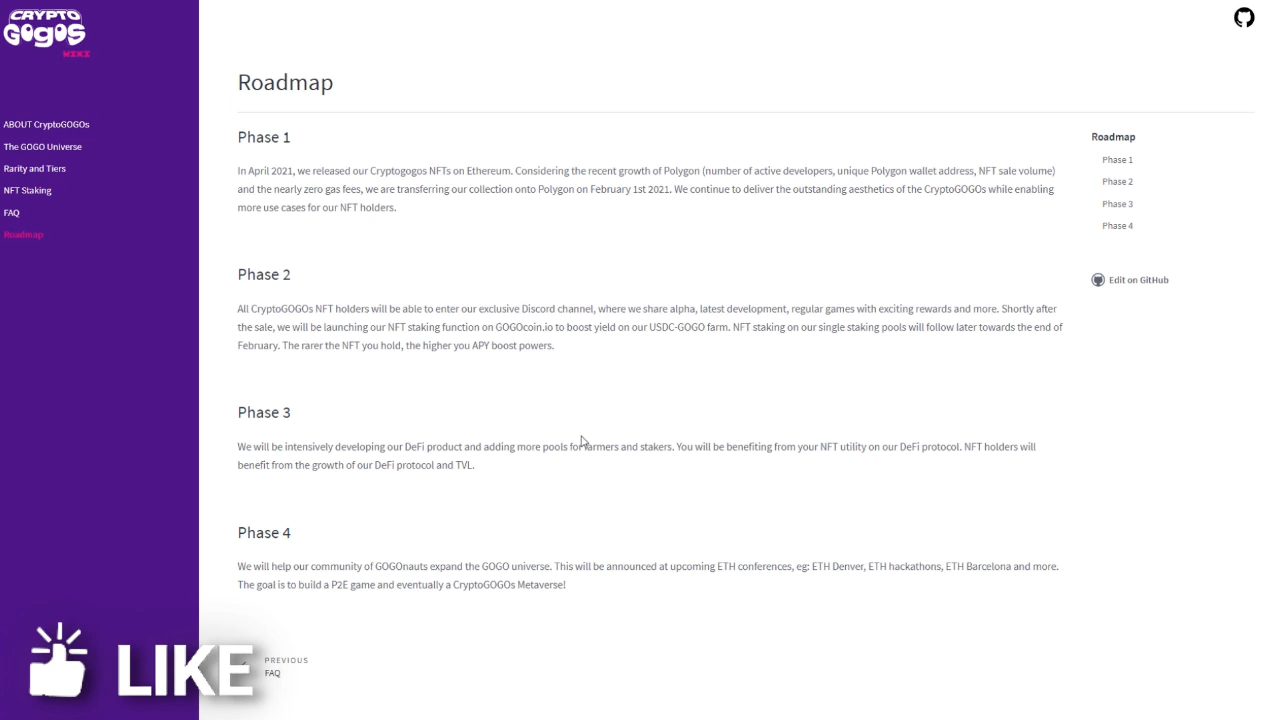 CRYPTO
GOGOS
WIKI
ABOUT CryptoGOGOs
The GOGO Universe
Rarity and Tiers
NFT Staking
FAQ
Roadmap
Roadmap
Phase 1
In April 2021, we released our Cryptogogos NFTs on Ethereum. Considering the recent growth of Polygon (number of active developers, unique Polygon wallet address, NFT sale volume)
and the nearly zero gas fees, we are transferring our collection onto Polygon on February 1st 2021. We continue to deliver the outstanding aesthetics of the CryptoGOGOs while enabling
more use cases for our NFT holders.
Phase 2
All CryptoGOGOs NFT holders will be able to enter our exclusive Discord channel, where we share alpha, latest development, regular games with exciting rewards and more. Shortly after
the sale, we will be launching our NFT staking function on GOGOcoin.io to boost yield on our USDC-GOGO farm. NFT staking on our single staking pools will follow later towards the end of
February. The rarer the NFT you hold, the higher you APY boost powers.
Phase 3
We will be intensively developing our DeFi product and adding more pools for farmers and stakers. You will be benefiting from your NFT utility on our DeFi protocol. NFT holders will
benefit from the growth of our DeFi protocol and TVL.
Phase 4
We will help our community of GOGOnauts expand the GOGO universe. This will be announced at upcoming ETH conferences, eg: ETH Denver, ETH hackathons, ETH Barcelona and more.
The goal is to build a P2E game and eventually a CryptoGOGOs Metaverse!
PREVIOUS
FAQ
Roadmap
Phase 1
Phase 2
Phase 3
Phase 4
Edit on GitHub
LIKE